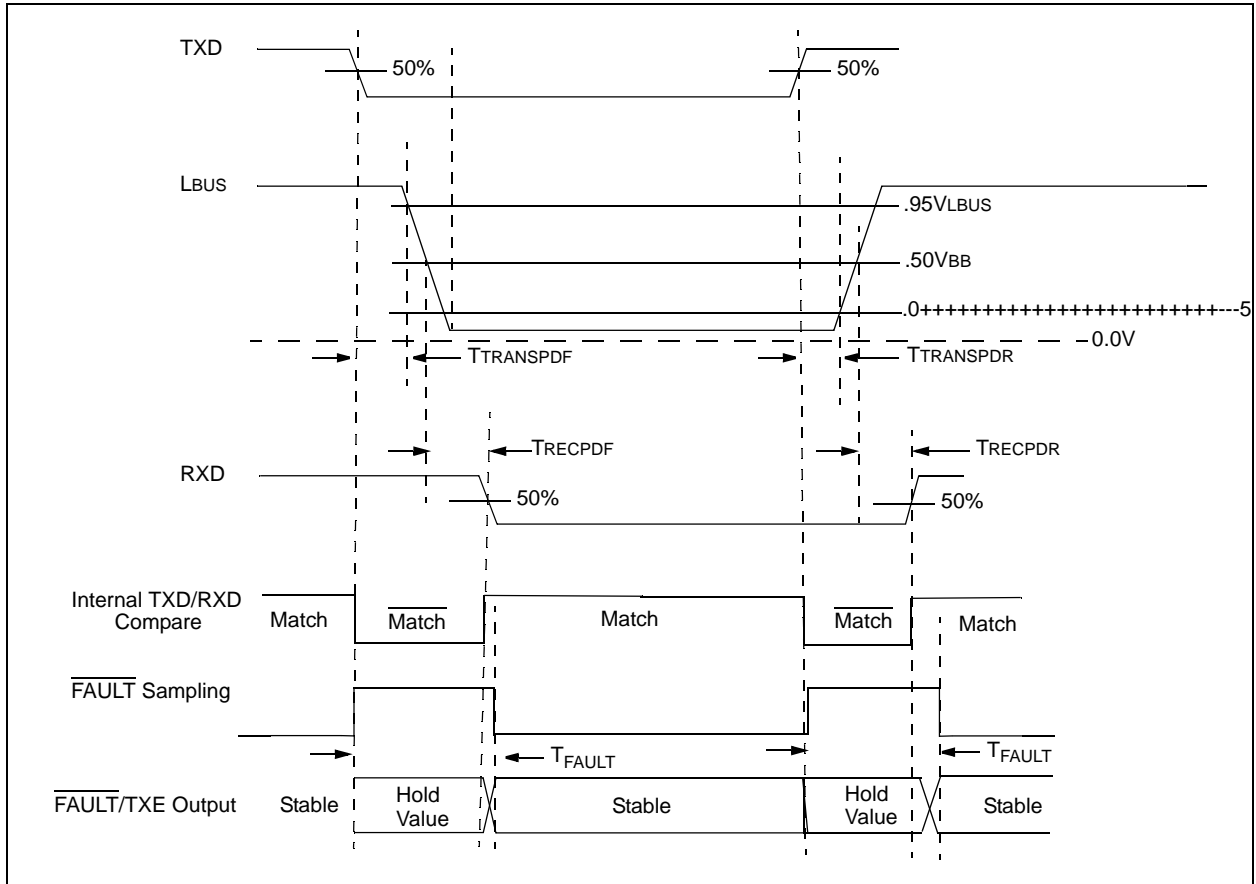 TXD
50%
50%
LBUS
.95VLBUS
.50VBB
.0++++++++++++++++++++++++++---5
0.0V
TTRANSPDF
TTRANSPDR
TRECPDF
TRECPDR
RXD
50%
50%
Internal TXD/RXD
Compare
Match
Match
Match
Match
Match
FAULT Sampling
TFAULT
TFAULT
FAULT/TXE Output
Stable
Hold
Value
Stable
Hold
Value
Stable